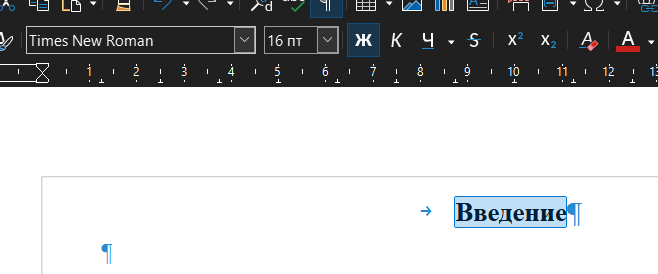 Times New Roman
16 пт
Ж К Ч S X² X₂ A A
1 2 3 4 5 6 7 8 9 10 11 12 13
→ Введение¶
¶